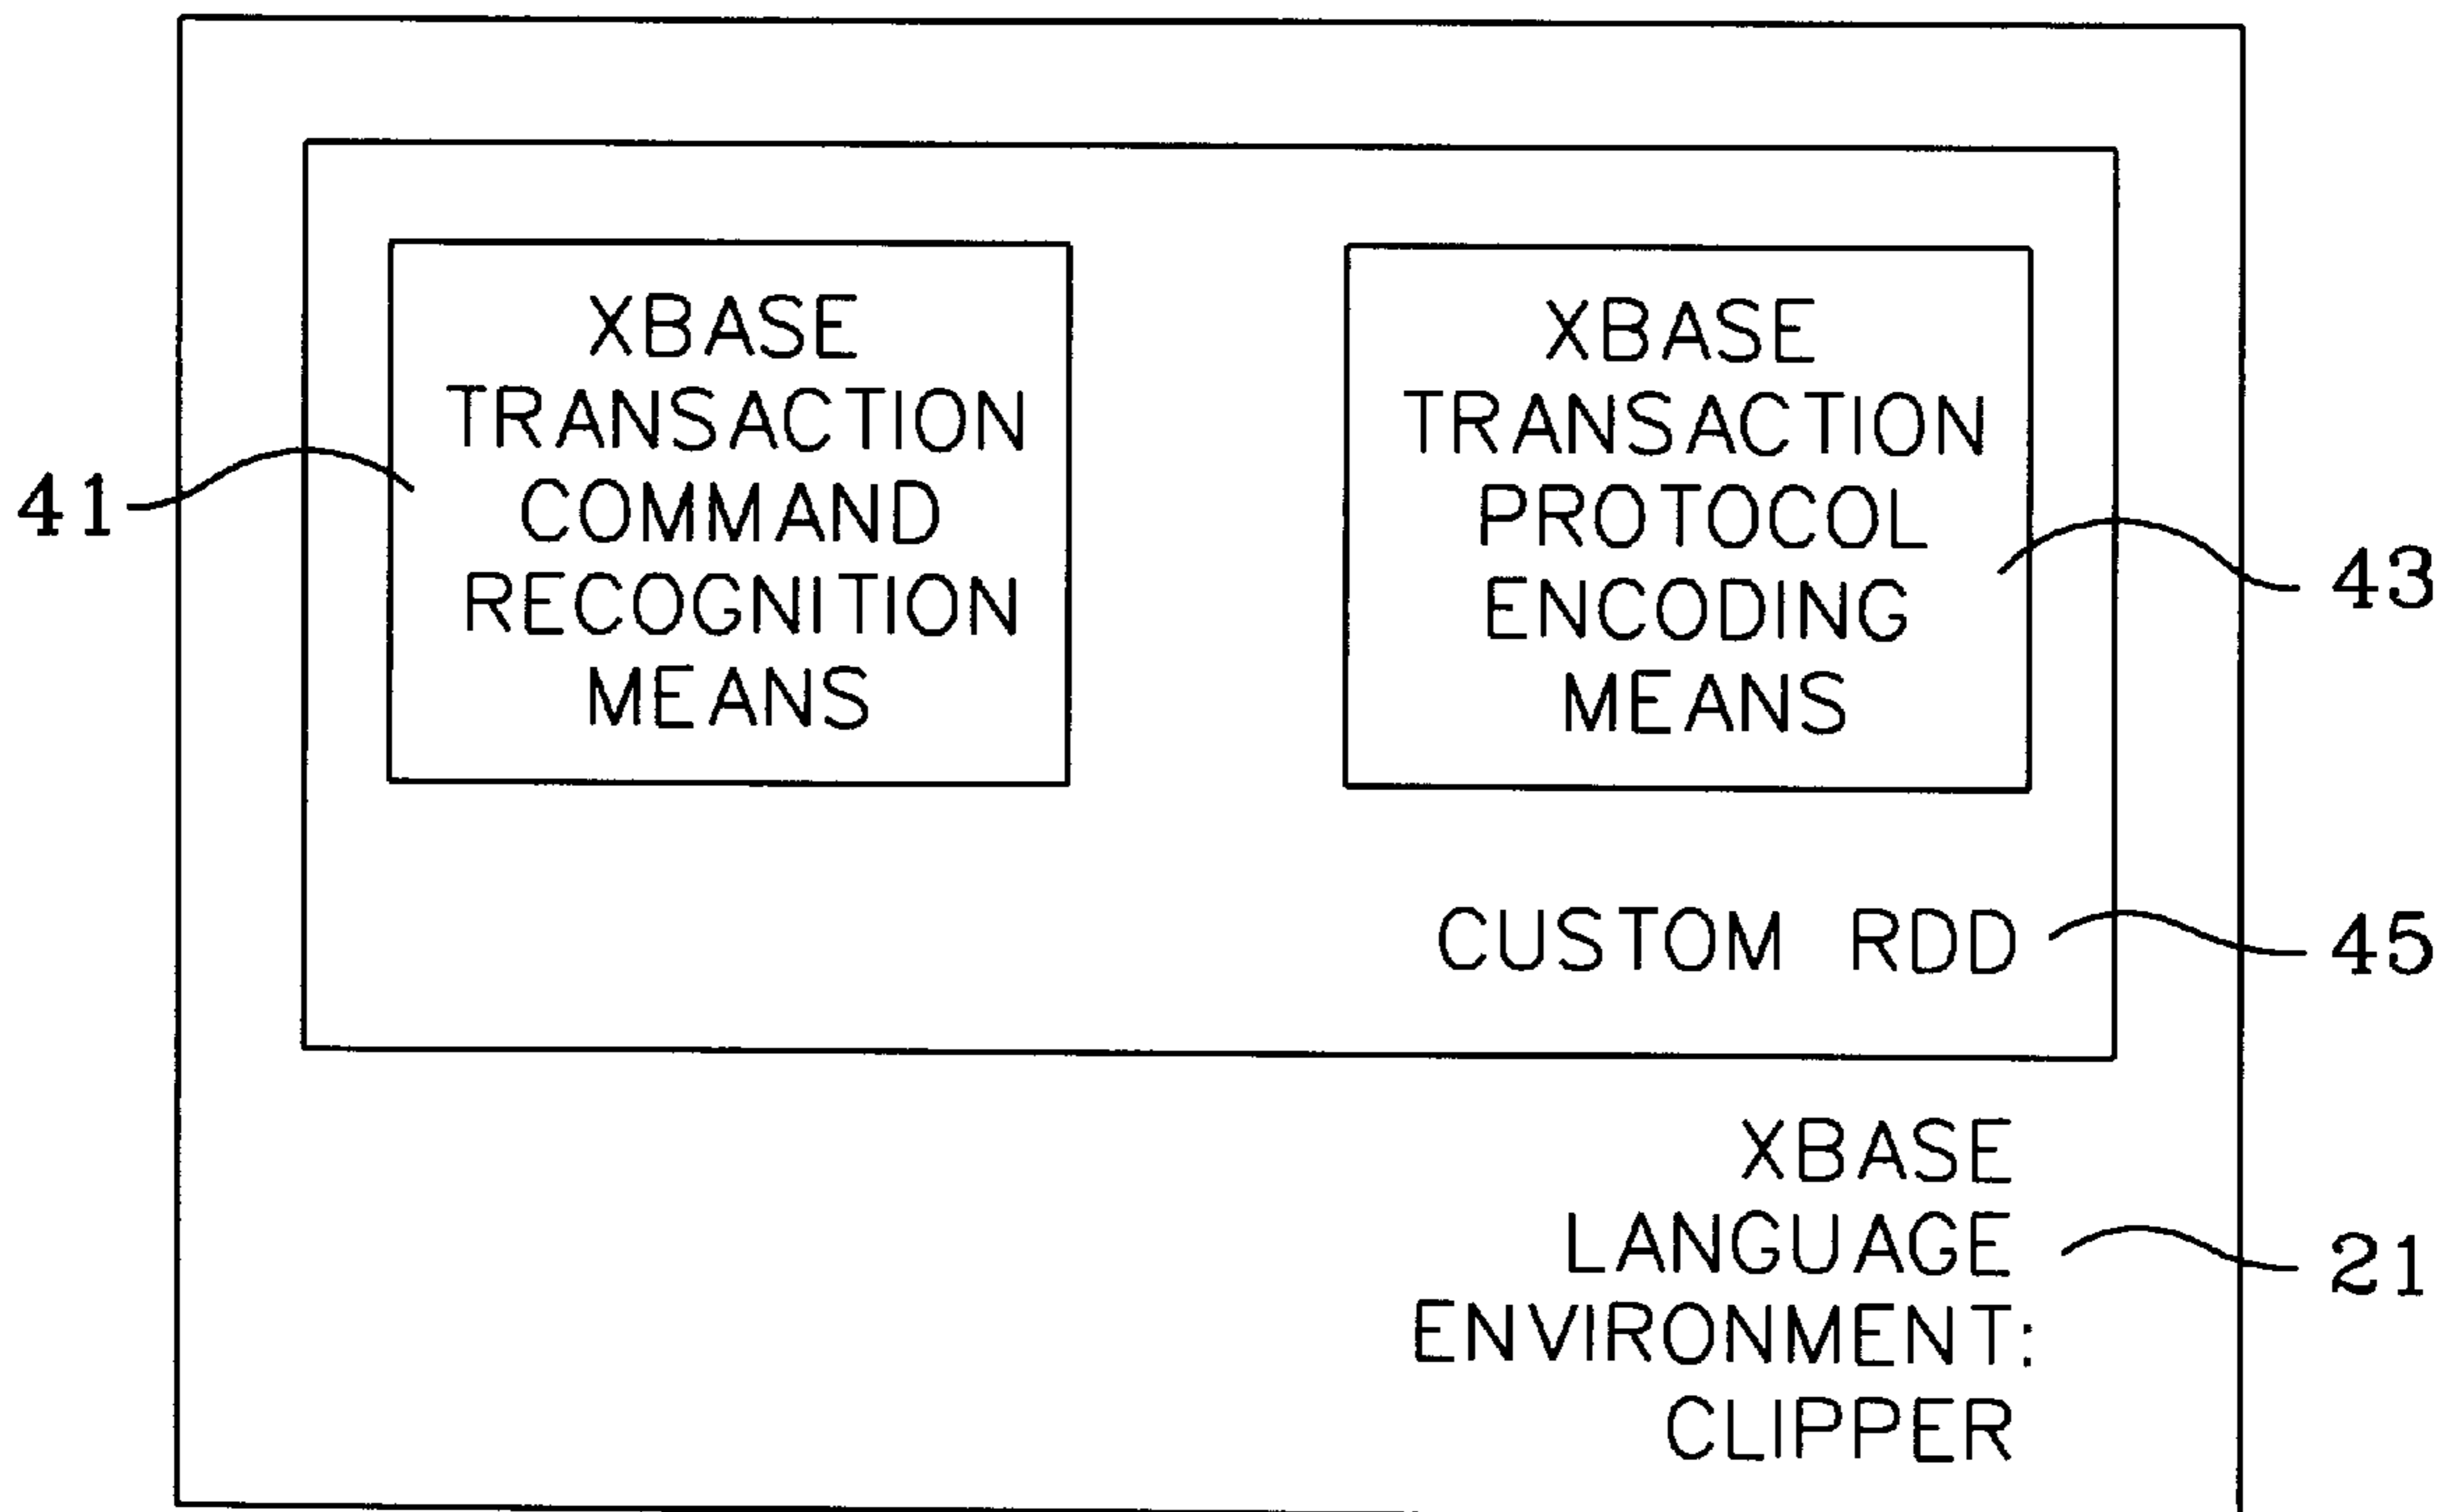 XBASE
TRANSACTION
COMMAND
RECOGNITION
MEANS
41
XBASE
TRANSACTION
PROTOCOL
ENCODING
MEANS
43
CUSTOM RDD
45
XBASE
LANGUAGE
ENVIRONMENT:
CLIPPER
21